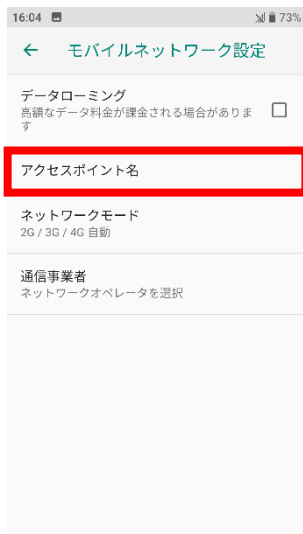 16:04 73%
モバイルネットワーク設定
データローミング
高額なデータ料金が課金される場合がありま
す
アクセスポイント名
ネットワークモード
2G / 3G / 4G 自動
通信事業者
ネットワークオペレータを選択